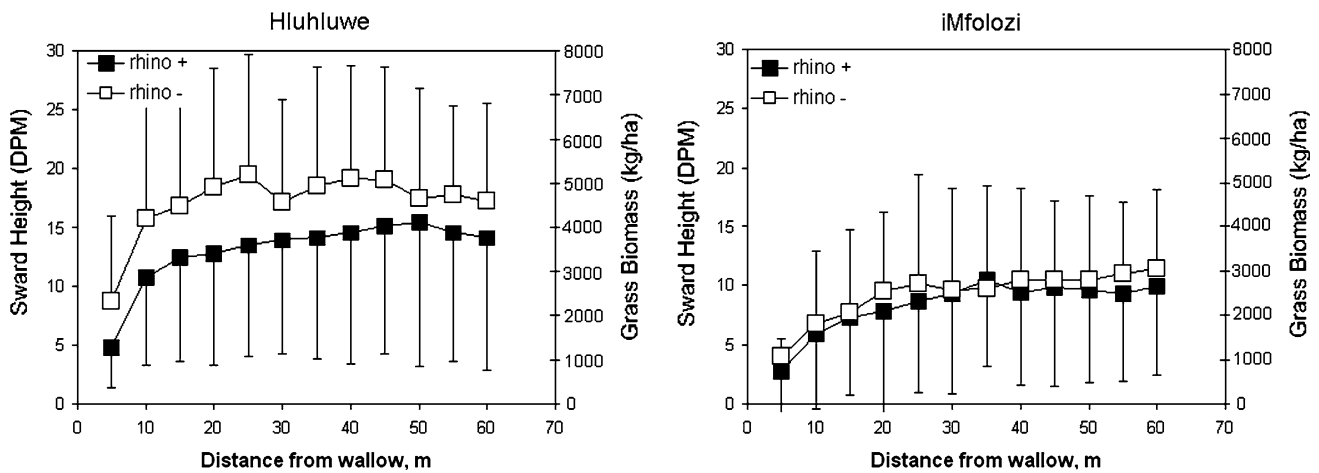 Hluhluwe
iMfolozi
30
25
20
15
10
5
0
Sward Height (DPM)
rhino +
rhino -
8000
7000
6000
5000
4000
3000
2000
1000
0
Grass Biomass (kg/ha)
0 10 20 30 40 50 60 70
Distance from wallow, m
30
25
20
15
10
5
0
Sward Height (DPM)
rhino +
rhino -
8000
7000
6000
5000
4000
3000
2000
1000
0
Grass Biomass (kg/ha)
0 10 20 30 40 50 60 70
Distance from wallow, m